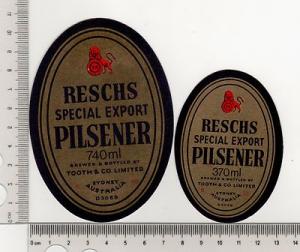 RESCHS
SPECIAL EXPORT
PILSENER
740ml
BREWED & BOTTLED BY
TOOTH & CO. LIMITED
SYDNEY
AUSTRALIA
RESCHS
SPECIAL EXPORT
PILSENER
370ml
BREWED & BOTTLED BY
TOOTH & CO. LIMITED
SYDNEY
AUSTRALIA